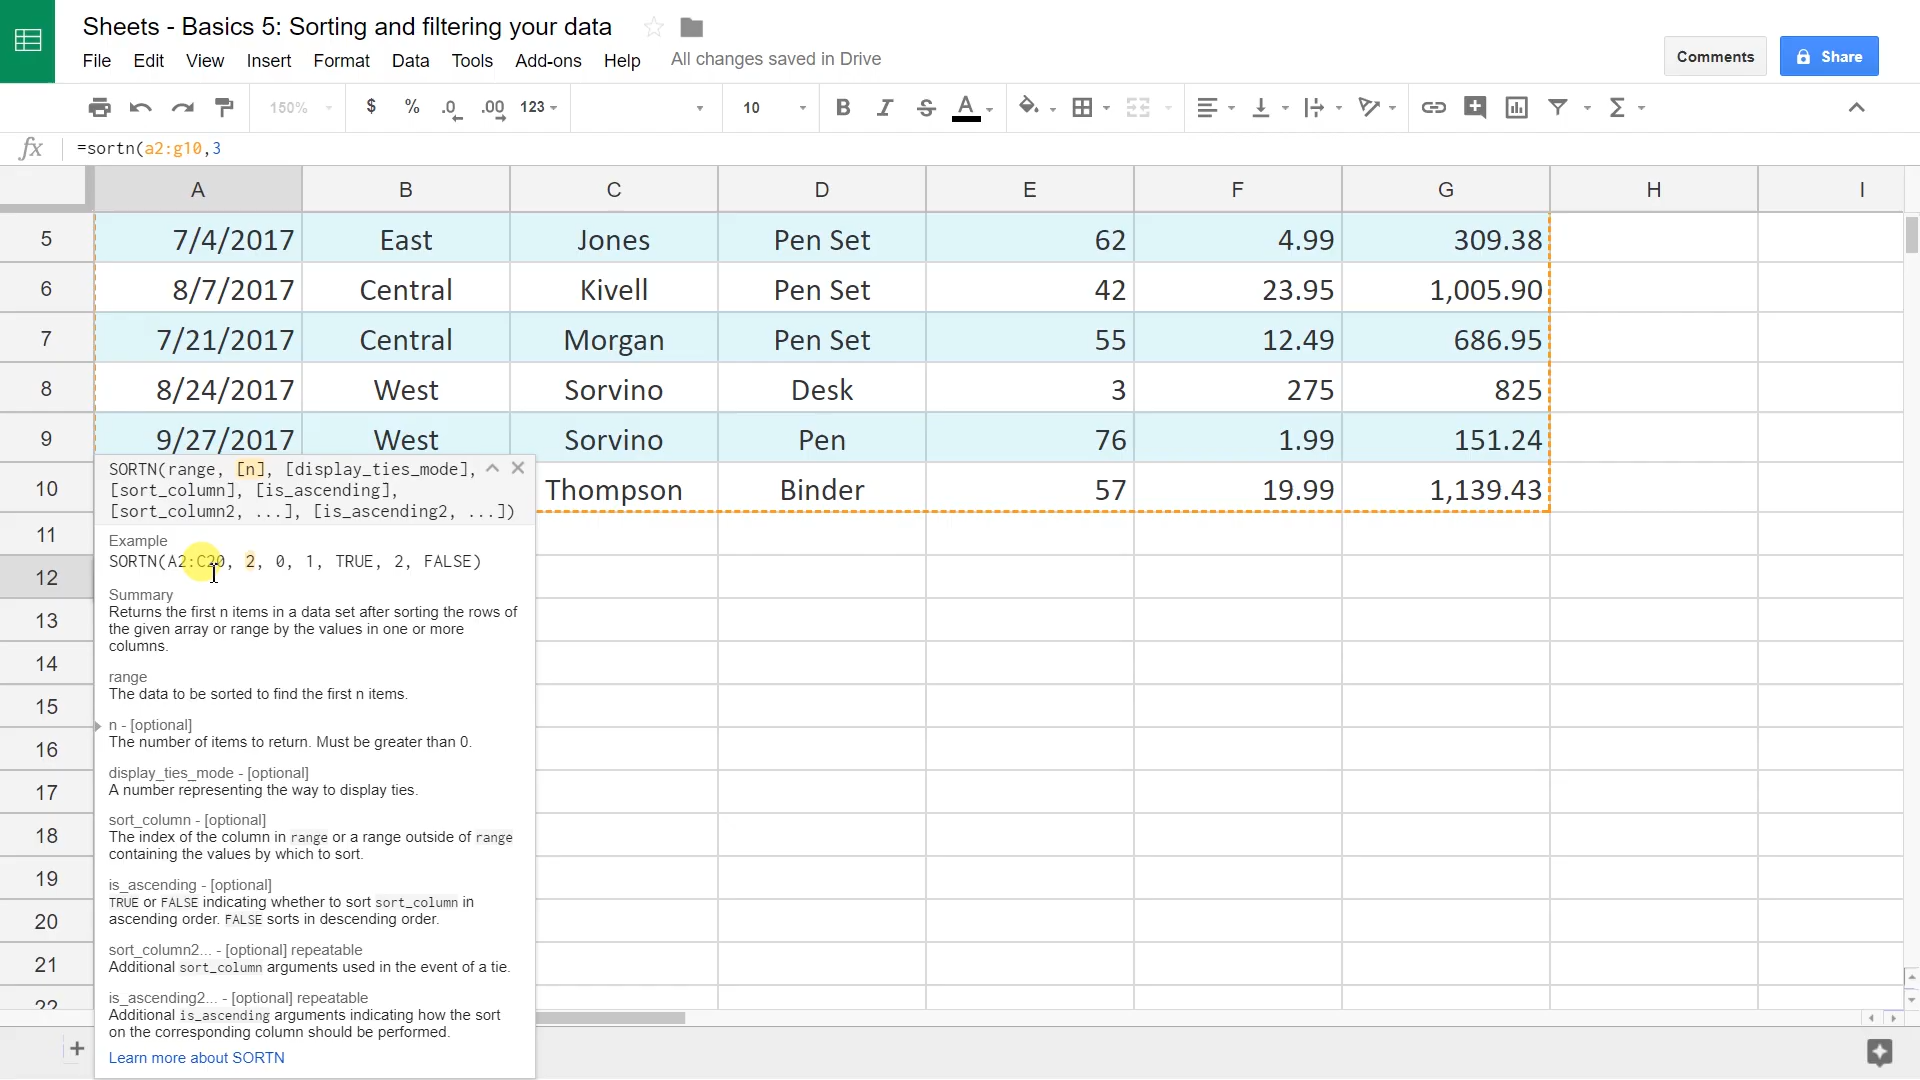 Sheets - Basics 5: Sorting and filtering your data
File Edit View Insert Format Data Tools Add-ons Help All changes saved in Drive
Comments Share
150% $ % .0 .00 123 10 B I S A Σ
fx =sortn(a2:g10,3
A B C D E F G H I
5 7/4/2017 East Jones Pen Set 62 4.99 309.38
6 8/7/2017 Central Kivell Pen Set 42 23.95 1,005.90
7 7/21/2017 Central Morgan Pen Set 55 12.49 686.95
8 8/24/2017 West Sorvino Desk 3 275 825
9 9/27/2017 West Sorvino Pen 76 1.99 151.24
10 Thompson Binder 57 19.99 1,139.43
11
12
13
14
15
16
17
18
19
20
21
22
SORTN(range, [n], [display_ties_mode],
[sort_column], [is_ascending],
[sort_column2, ...], [is_ascending2, ...])
Example
SORTN(A2:C20, 2, 0, 1, TRUE, 2, FALSE)
Summary
Returns the first n items in a data set after sorting the rows of
the given array or range by the values in one or more
columns.
range
The data to be sorted to find the first n items.
n - [optional]
The number of items to return. Must be greater than 0.
display_ties_mode - [optional]
A number representing the way to display ties.
sort_column - [optional]
The index of the column in range or a range outside of range
containing the values by which to sort.
is_ascending - [optional]
TRUE or FALSE indicating whether to sort sort_column in
ascending order. FALSE sorts in descending order.
sort_column2... - [optional] repeatable
Additional sort_column arguments used in the event of a tie.
is_ascending2... - [optional] repeatable
Additional is_ascending arguments indicating how the sort
on the corresponding column should be performed.
Learn more about SORTN